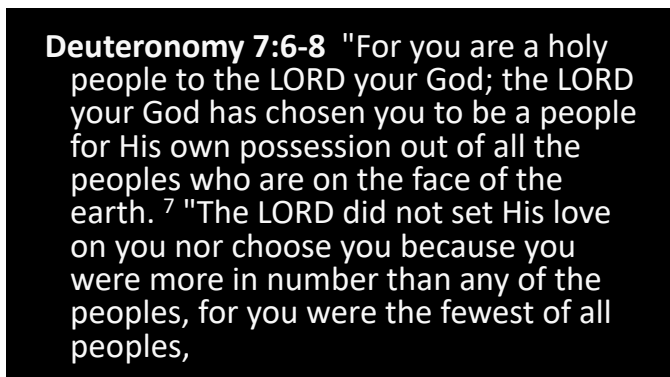 Deuteronomy 7:6-8  "For you are a holy
people to the LORD your God; the LORD
your God has chosen you to be a people
for His own possession out of all the
peoples who are on the face of the
earth. ⁷ "The LORD did not set His love
on you nor choose you because you
were more in number than any of the
peoples, for you were the fewest of all
peoples,